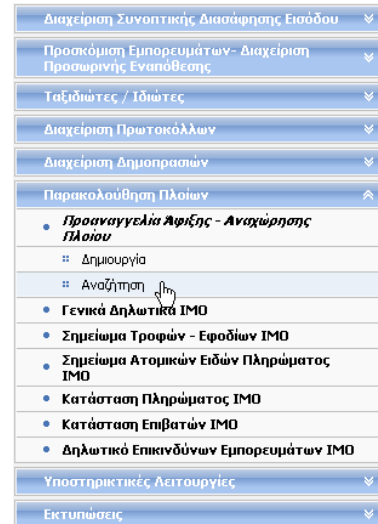 Διαχείριση Συνοπτικής Διασάφησης Εισόδου
Προσκόμιση Εμπορευμάτων- Διαχείριση
Προσωρινής Εναπόθεσης
Ταξιδιώτες / Ιδιώτες
Διαχείριση Πρωτοκόλλων
Διαχείριση Δημοπρασιών
Παρακολούθηση Πλοίων
Προαναγγελία Άφιξης - Αναχώρησης
Πλοίου
Δημιουργία
Αναζήτηση
Γενικά Δηλωτικά ΙΜΟ
Σημείωμα Τροφών - Εφοδίων ΙΜΟ
Σημείωμα Ατομικών Ειδών Πληρώματος
ΙΜΟ
Κατάσταση Πληρώματος ΙΜΟ
Κατάσταση Επιβατών ΙΜΟ
Δηλωτικό Επικινδύνων Εμπορευμάτων ΙΜΟ
Υποστηρικτικές Λειτουργίες
Εκτυπώσεις